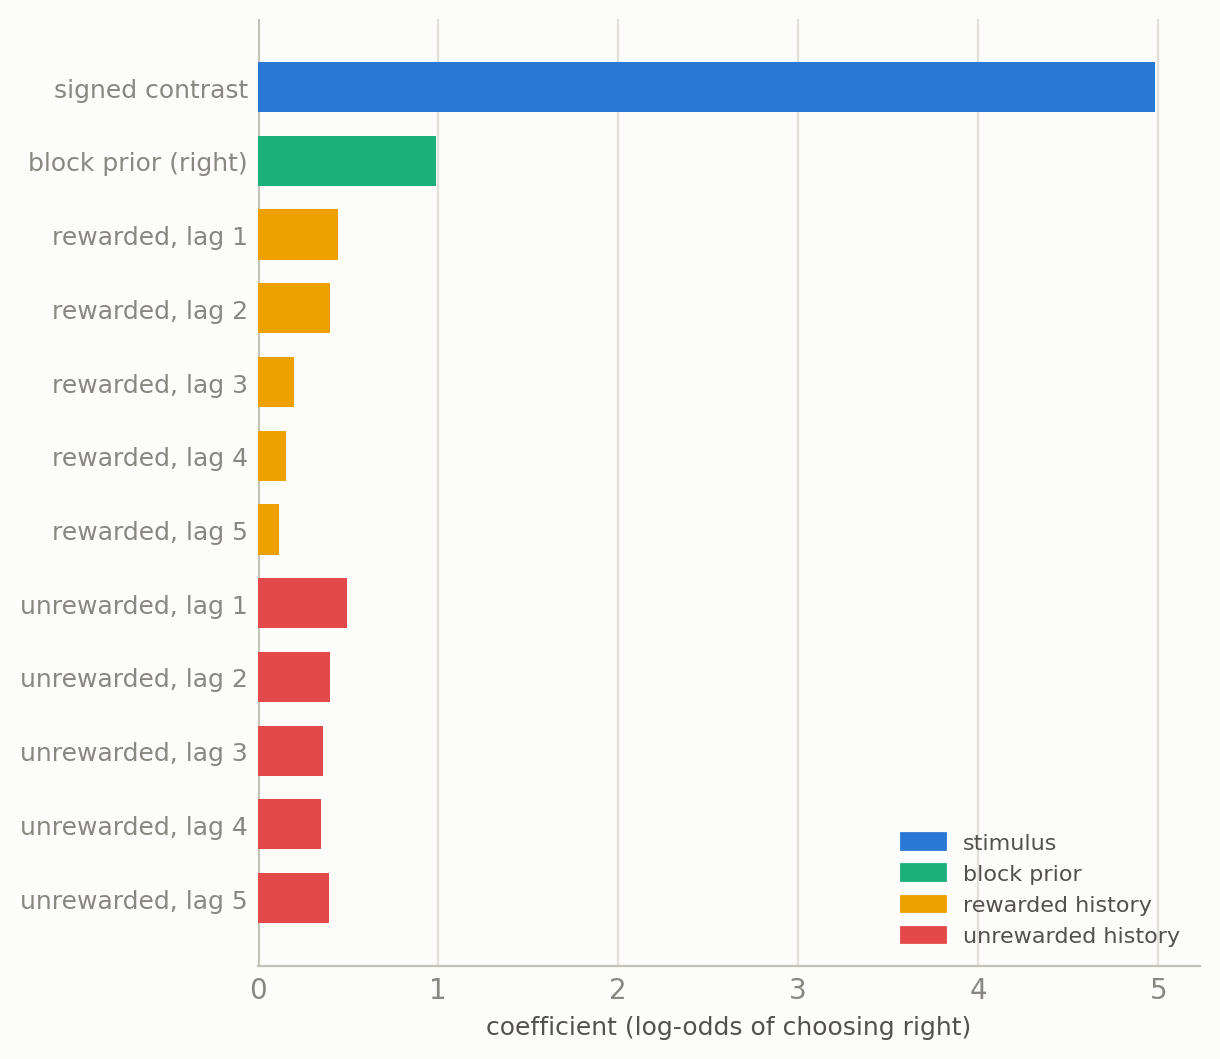 signed contrast
block prior (right)
rewarded, lag 1
rewarded, lag 2
rewarded, lag 3
rewarded, lag 4
rewarded, lag 5
unrewarded, lag 1
unrewarded, lag 2
unrewarded, lag 3
unrewarded, lag 4
unrewarded, lag 5
stimulus
block prior
rewarded history
unrewarded history
0 1 2 3 4 5
coefficient (log-odds of choosing right)